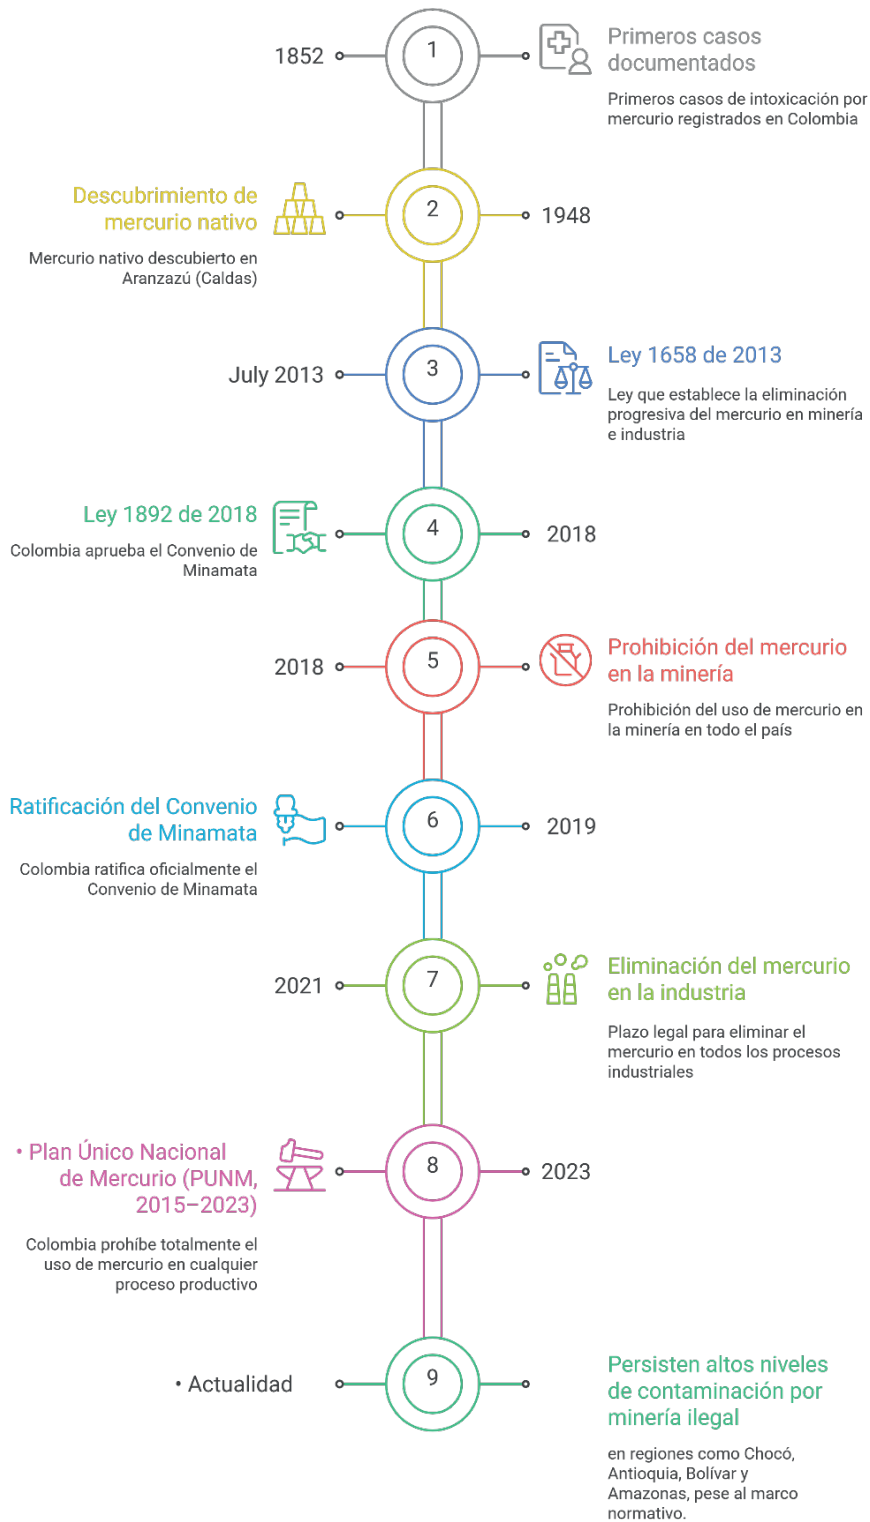 1852
1
Primeros casos
documentados
Primeros casos de intoxicación por
mercurio registrados en Colombia
Descubrimiento de
mercurio nativo
Mercurio nativo descubierto en
Aranzazú (Caldas)
2
1948
July 2013
3
Ley 1658 de 2013
Ley que establece la eliminación
progresiva del mercurio en minería
e industria
Ley 1892 de 2018
Colombia aprueba el Convenio de
Minamata
4
2018
2018
5
Prohibición del mercurio
en la minería
Prohibición del uso de mercurio en
la minería en todo el país
Ratificación del Convenio
de Minamata
Colombia ratifica oficialmente el
Convenio de Minamata
6
2019
2021
7
Eliminación del mercurio
en la industria
Plazo legal para eliminar el
mercurio en todos los procesos
industriales
• Plan Único Nacional
de Mercurio (PUNM,
2015–2023)
Colombia prohíbe totalmente el
uso de mercurio en cualquier
proceso productivo
8
2023
• Actualidad
9
Persisten altos niveles
de contaminación por
minería ilegal
en regiones como Chocó,
Antioquia, Bolívar y
Amazonas, pese al marco
normativo.